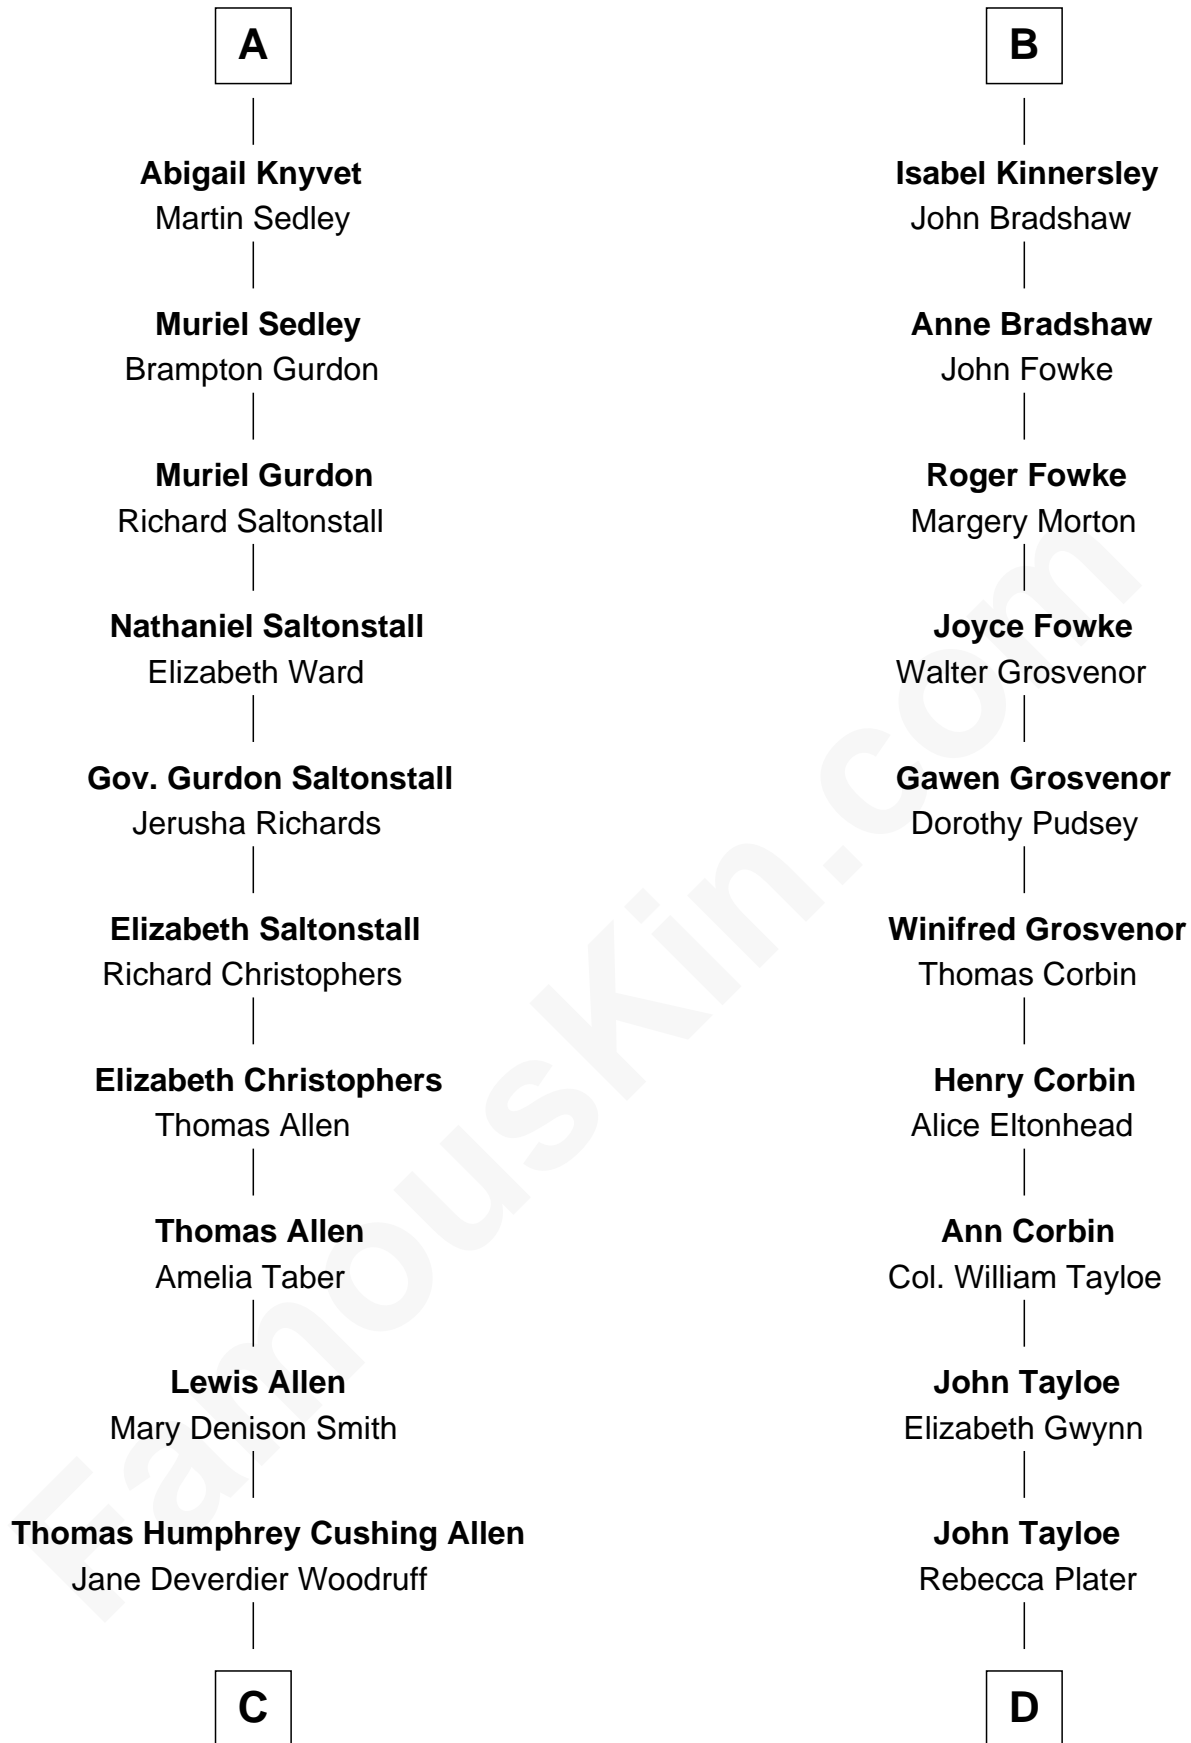 A
Abigail Knyvet
Martin Sedley
Muriel Sedley
Brampton Gurdon
Muriel Gurdon
Richard Saltonstall
Nathaniel Saltonstall
Elizabeth Ward
Gov. Gurdon Saltonstall
Jerusha Richards
Elizabeth Saltonstall
Richard Christophers
Elizabeth Christophers
Thomas Allen
Thomas Allen
Amelia Taber
Lewis Allen
Mary Denison Smith
Thomas Humphrey Cushing Allen
Jane Deverdier Woodruff
C
B
Isabel Kinnersley
John Bradshaw
Anne Bradshaw
John Fowke
Roger Fowke
Margery Morton
Joyce Fowke
Walter Grosvenor
Gawen Grosvenor
Dorothy Pudsey
Winifred Grosvenor
Thomas Corbin
Henry Corbin
Alice Eltonhead
Ann Corbin
Col. William Tayloe
John Tayloe
Elizabeth Gwynn
John Tayloe
Rebecca Plater
D
FamousKin.com